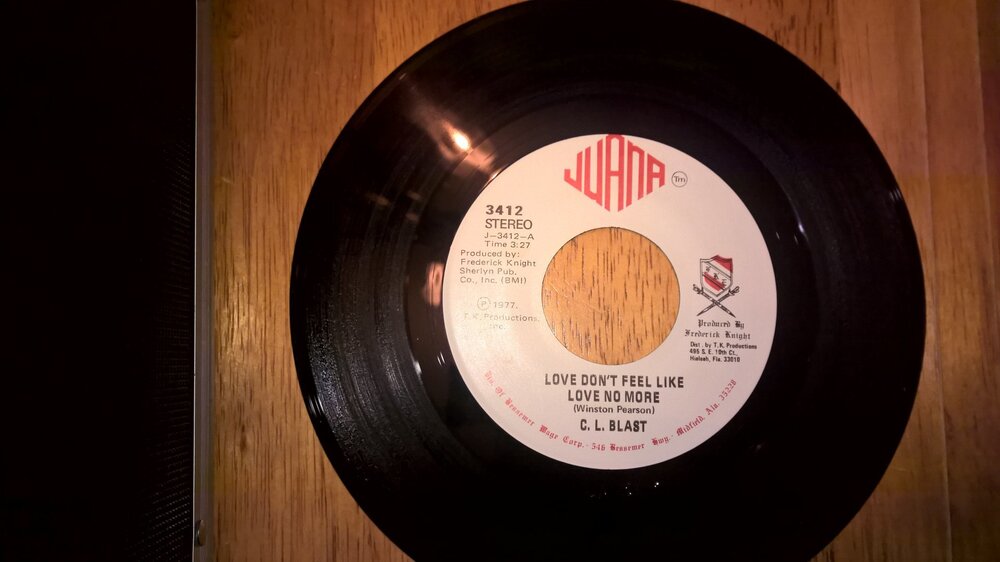 JUANA Tm
3412
STEREO
J-3412-A
Time 3:27
Produced by:
Frederick Knight
Sherlyn Pub.
Co., Inc. (BMI)
℗ 1977.
T.K. Productions,
Inc.
Produced By
Frederick Knight
Dist. by T.K. Productions
495 S. E. 10th Ct.,
Hialeah, Fla. 33010
LOVE DON'T FEEL LIKE
LOVE NO MORE
(Winston Pearson)
C. L. BLAST
Div. Of Bessemer Wage Corp. - 546 Bessemer Hwy. - Midfield, Ala. 35228